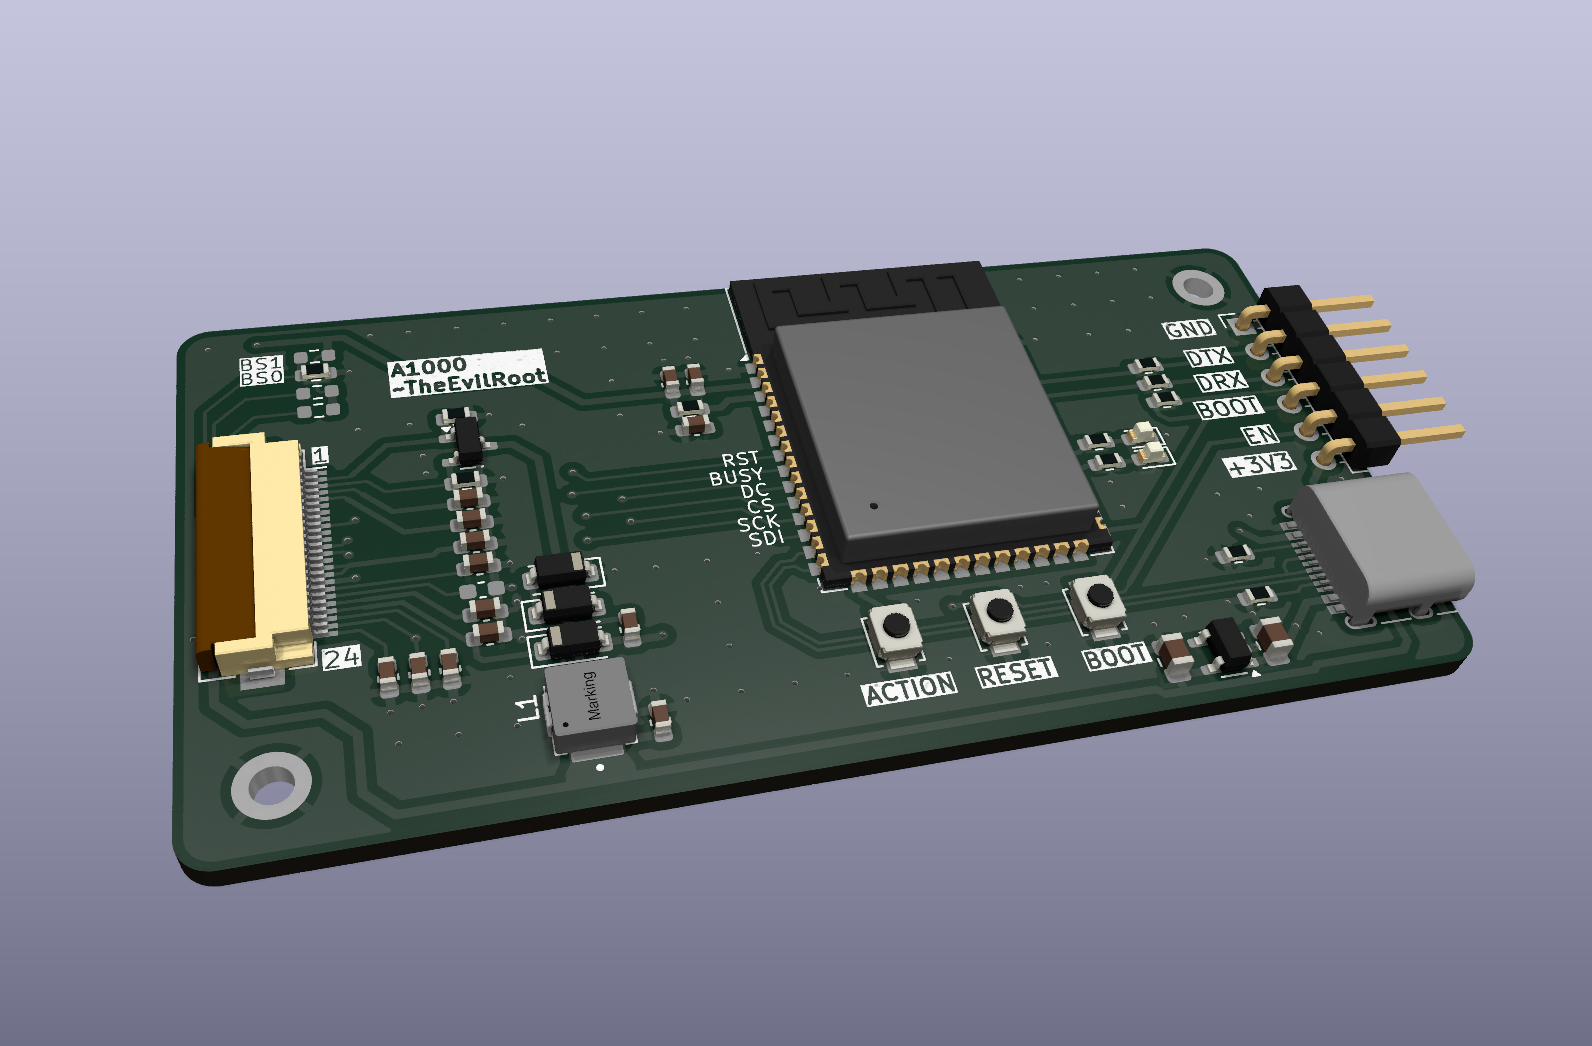 BS1
BS0
A1000
~TheEvilRoot
1
24
RST
BUSY
DC
CS
SCK
SDI
GND
DTX
DRX
BOOT
EN
+3V3
ACTION
RESET
BOOT
L1
Marking